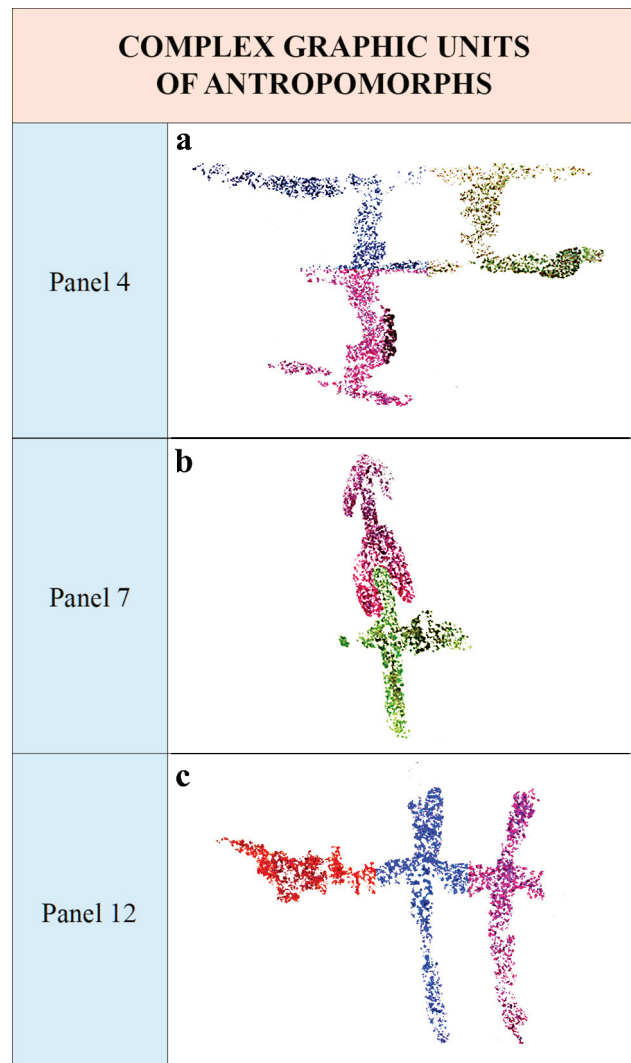 COMPLEX GRAPHIC UNITS
OF ANTROPOMORPHS
Panel 4
a
Panel 7
b
Panel 12
c